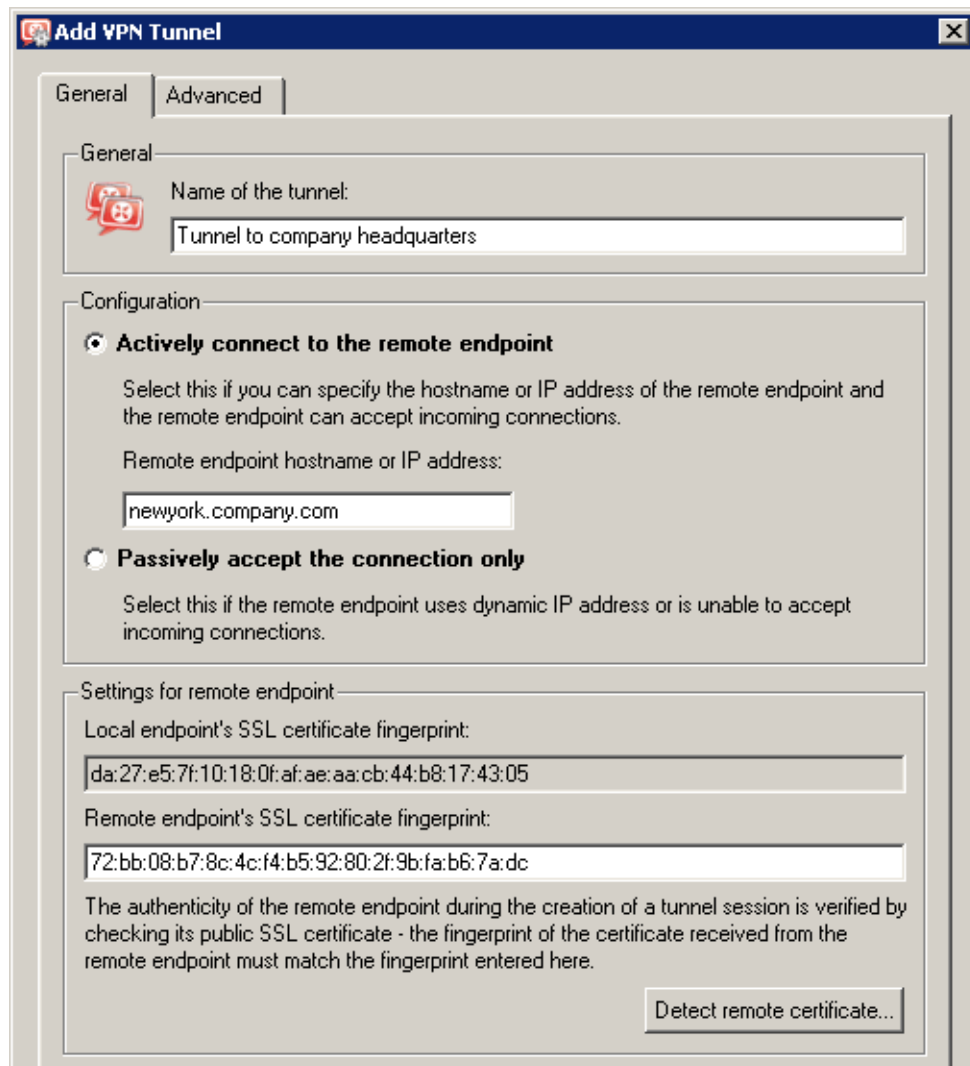 Add VPN Tunnel
General
Advanced
General
Name of the tunnel:
Tunnel to company headquarters
Configuration
Actively connect to the remote endpoint
Select this if you can specify the hostname or IP address of the remote endpoint and
the remote endpoint can accept incoming connections.
Remote endpoint hostname or IP address:
newyork.company.com
Passively accept the connection only
Select this if the remote endpoint uses dynamic IP address or is unable to accept
incoming connections.
Settings for remote endpoint
Local endpoint's SSL certificate fingerprint:
da:27:e5:7f:10:18:0f:af:ae:aa:cb:44:b8:17:43:05
Remote endpoint's SSL certificate fingerprint:
72:bb:08:b7:8c:4c:f4:b5:92:80:2f:9b:fa:b6:7a:dc
The authenticity of the remote endpoint during the creation of a tunnel session is verified by
checking its public SSL certificate - the fingerprint of the certificate received from the
remote endpoint must match the fingerprint entered here.
Detect remote certificate...